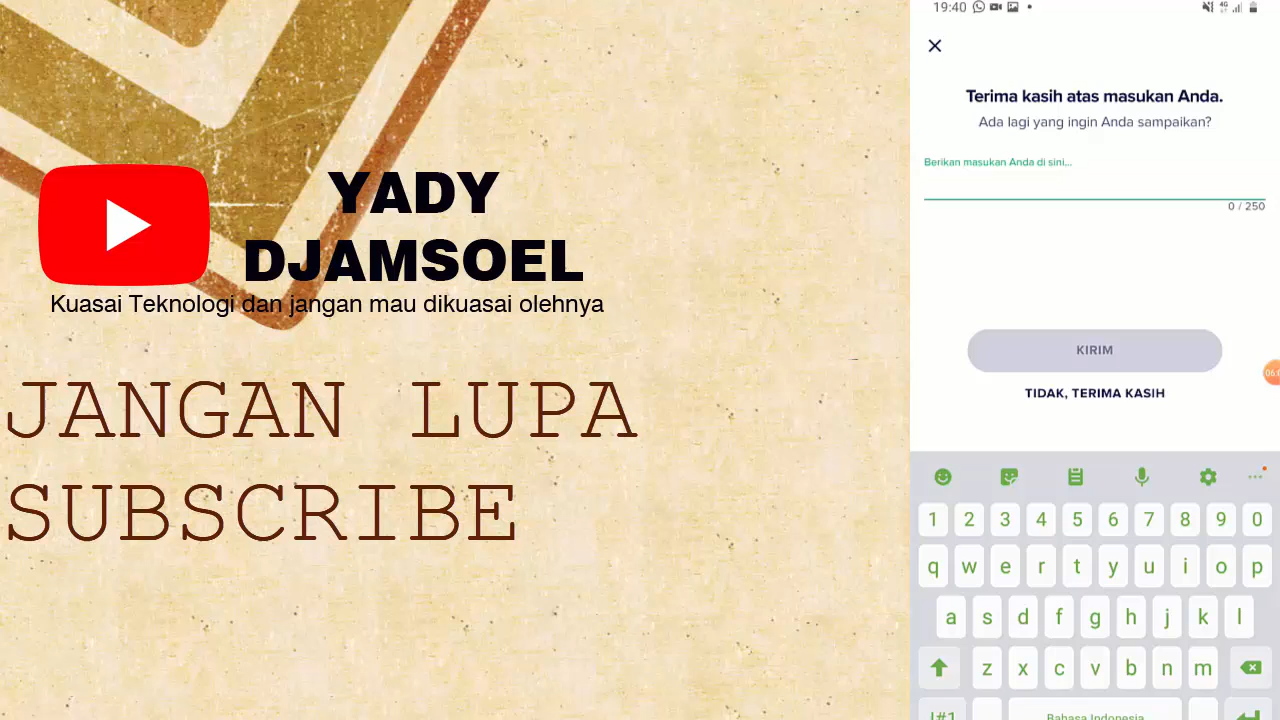 YADY
DJAMSOEL
Kuasai Teknologi dan jangan mau dikuasai olehnya
JANGAN LUPA
SUBSCRIBE
19:40
4G
Terima kasih atas masukan Anda.
Ada lagi yang ingin Anda sampaikan?
Berikan masukan Anda di sini...
0 / 250
KIRIM
TIDAK, TERIMA KASIH
1 2 3 4 5 6 7 8 9 0
q w e r t y u i o p
a s d f g h j k l
z x c v b n m
!#1 Bahasa Indonesia